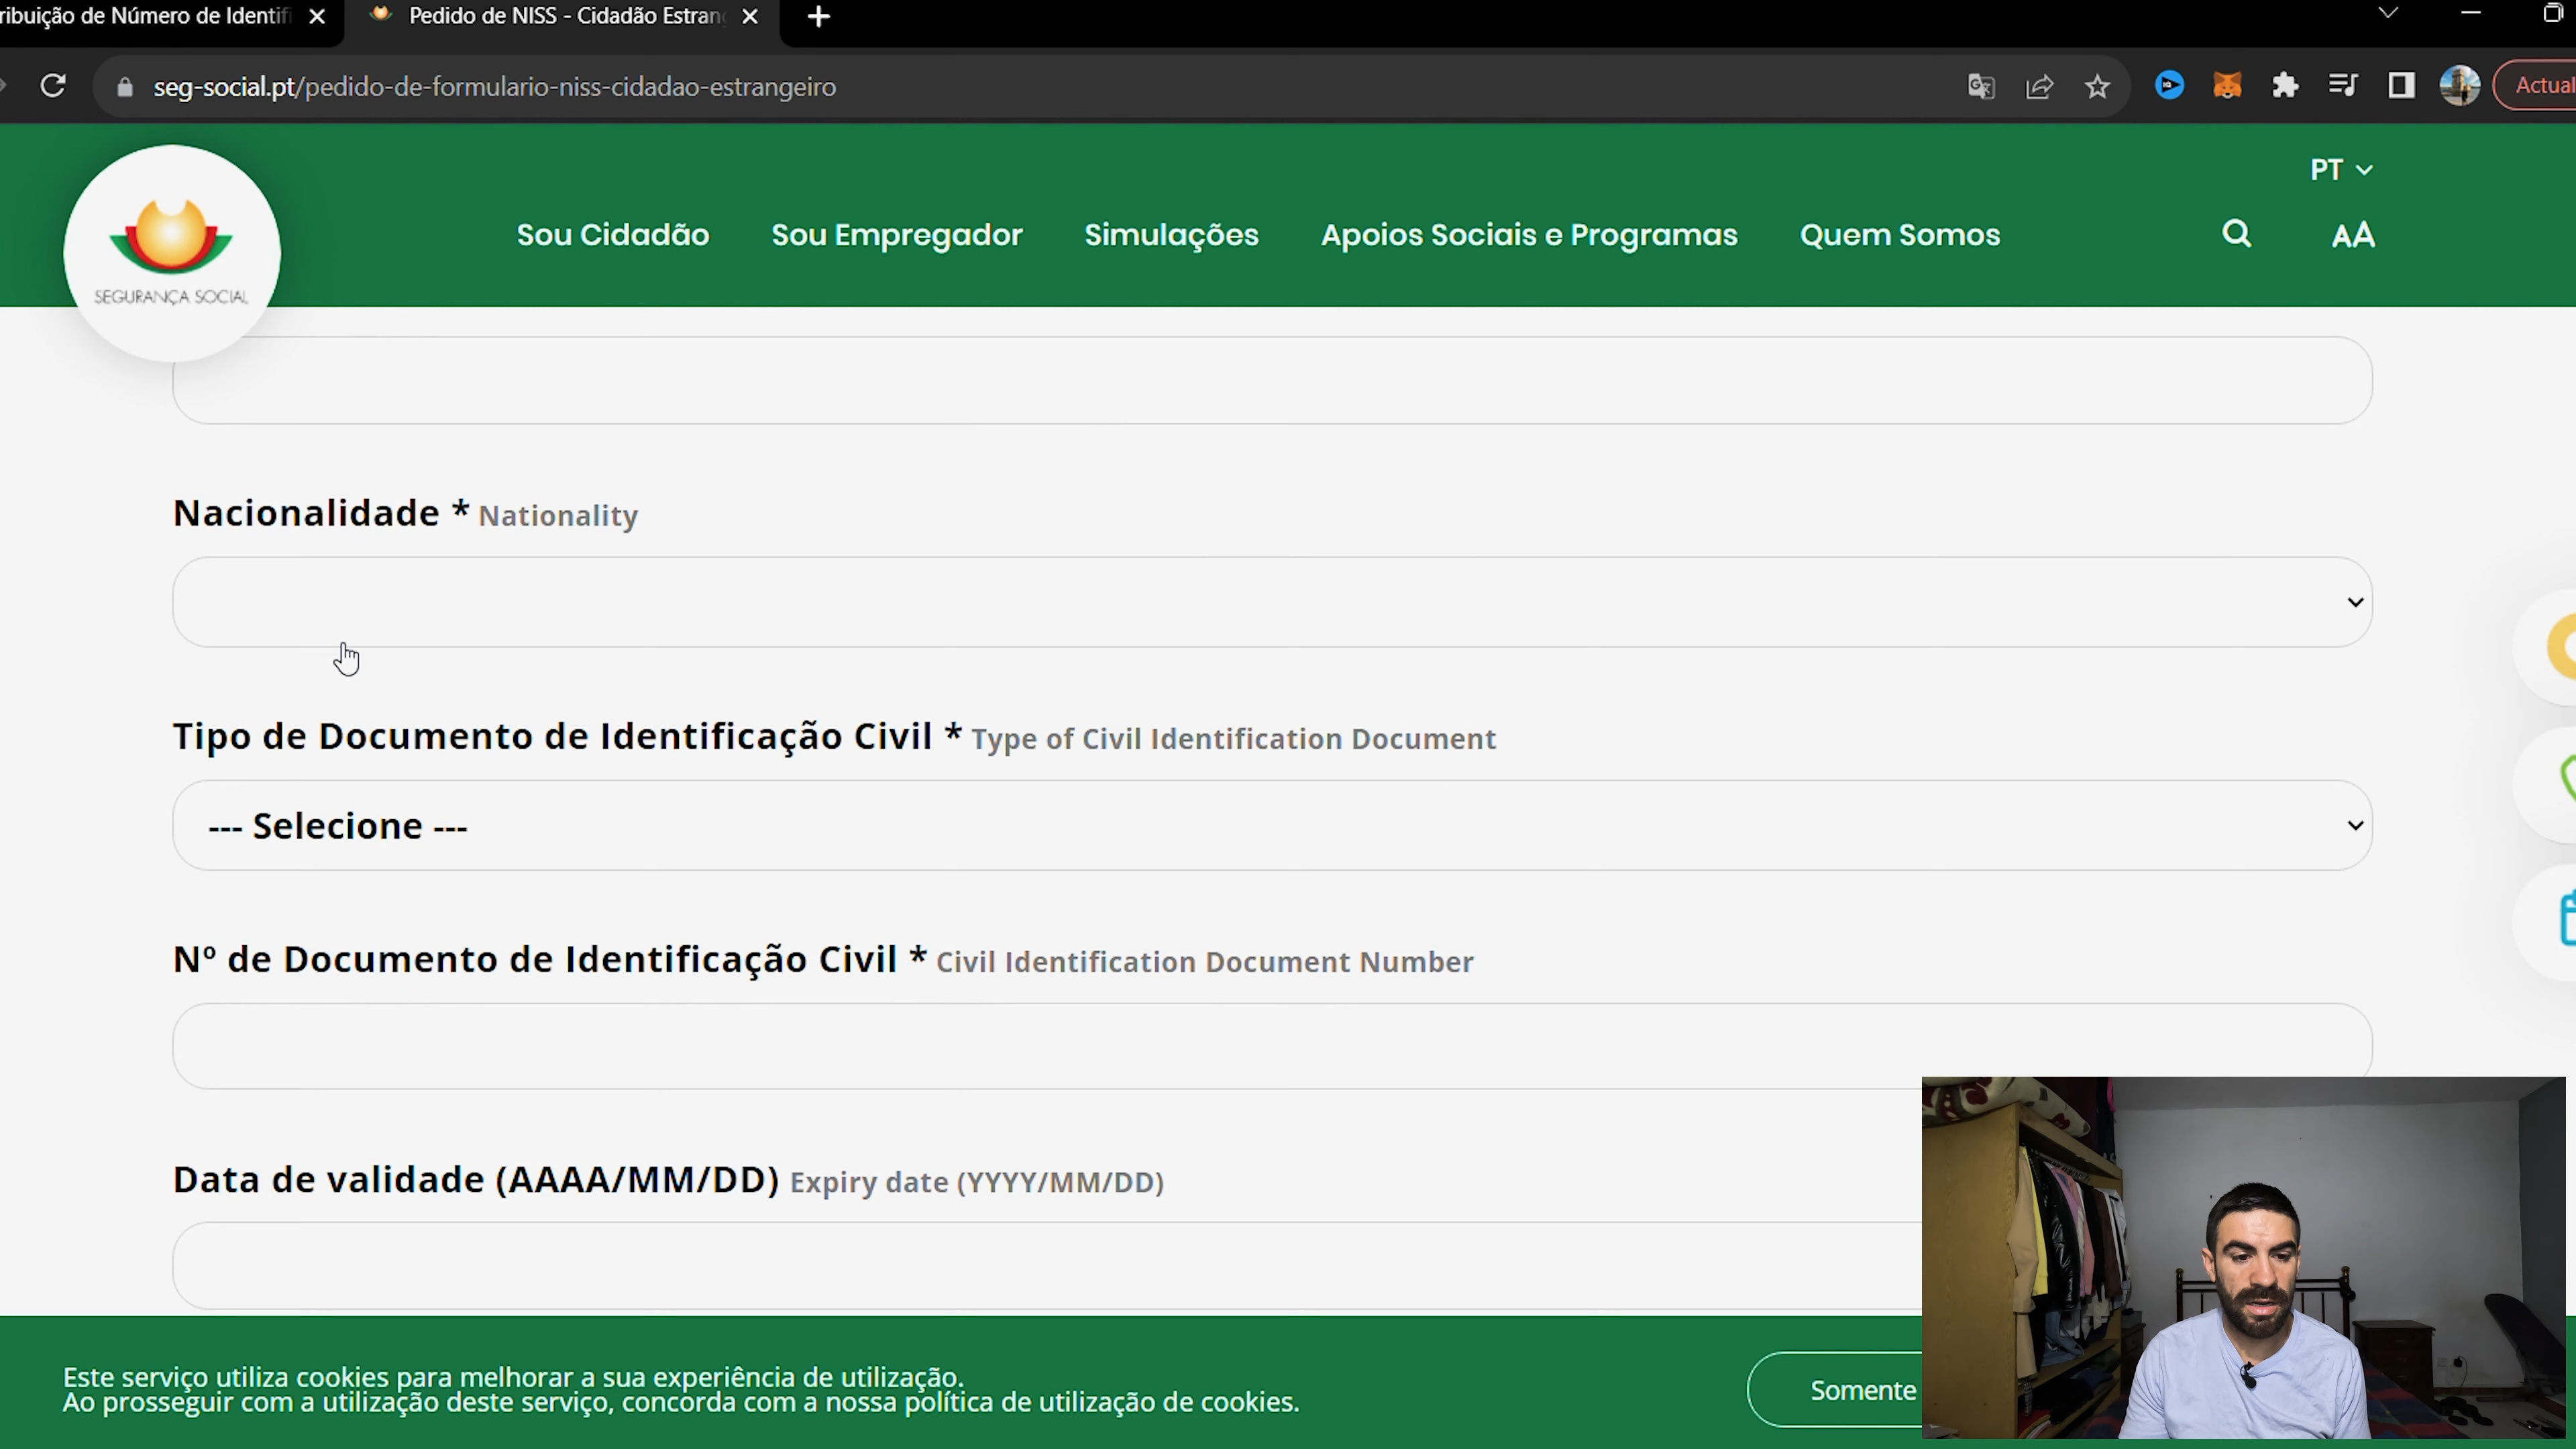 ribuição de Número de Identifi
Pedido de NISS - Cidadão Estran
seg-social.pt/pedido-de-formulario-niss-cidadao-estrangeiro
Actual
PT
SEGURANÇA SOCIAL
Sou Cidadão Sou Empregador Simulações Apoios Sociais e Programas Quem Somos AA
Nacionalidade * Nationality
Tipo de Documento de Identificação Civil * Type of Civil Identification Document
--- Selecione ---
Nº de Documento de Identificação Civil * Civil Identification Document Number
Data de validade (AAAA/MM/DD) Expiry date (YYYY/MM/DD)
Este serviço utiliza cookies para melhorar a sua experiência de utilização.
Ao prosseguir com a utilização deste serviço, concorda com a nossa política de utilização de cookies.
Somente